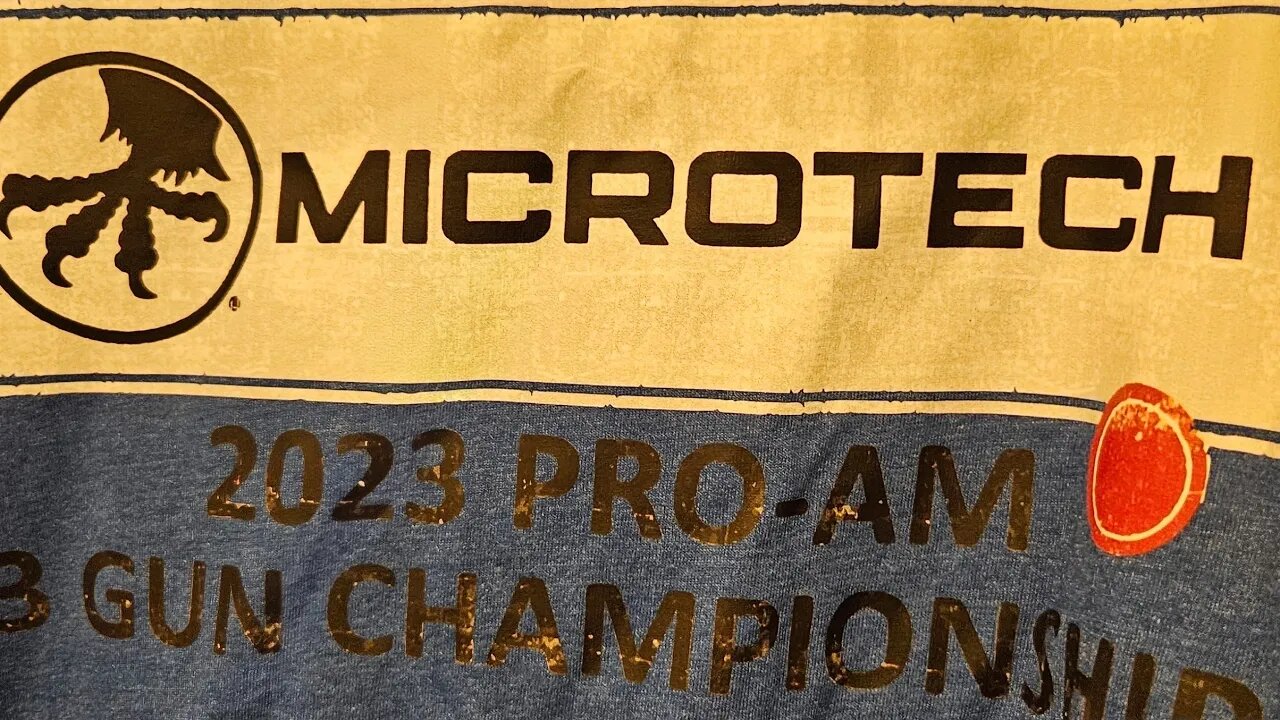 MICROTECH
2023 PRO-AM
3 GUN CHAMPIONSHIP